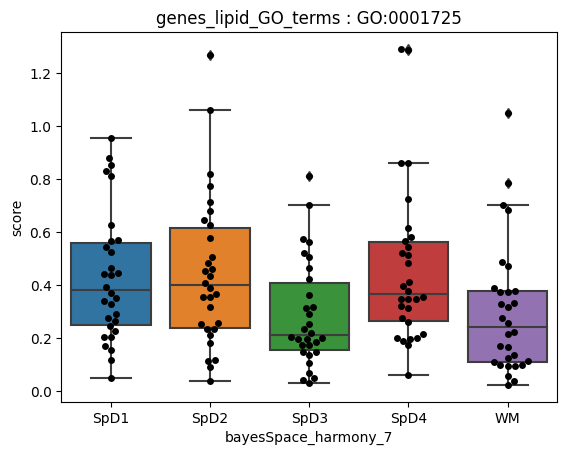 genes_lipid_GO_terms : GO:0001725
score
1.2
1.0
0.8
0.6
0.4
0.2
0.0
SpD1 SpD2 SpD3 SpD4 WM
bayesSpace_harmony_7